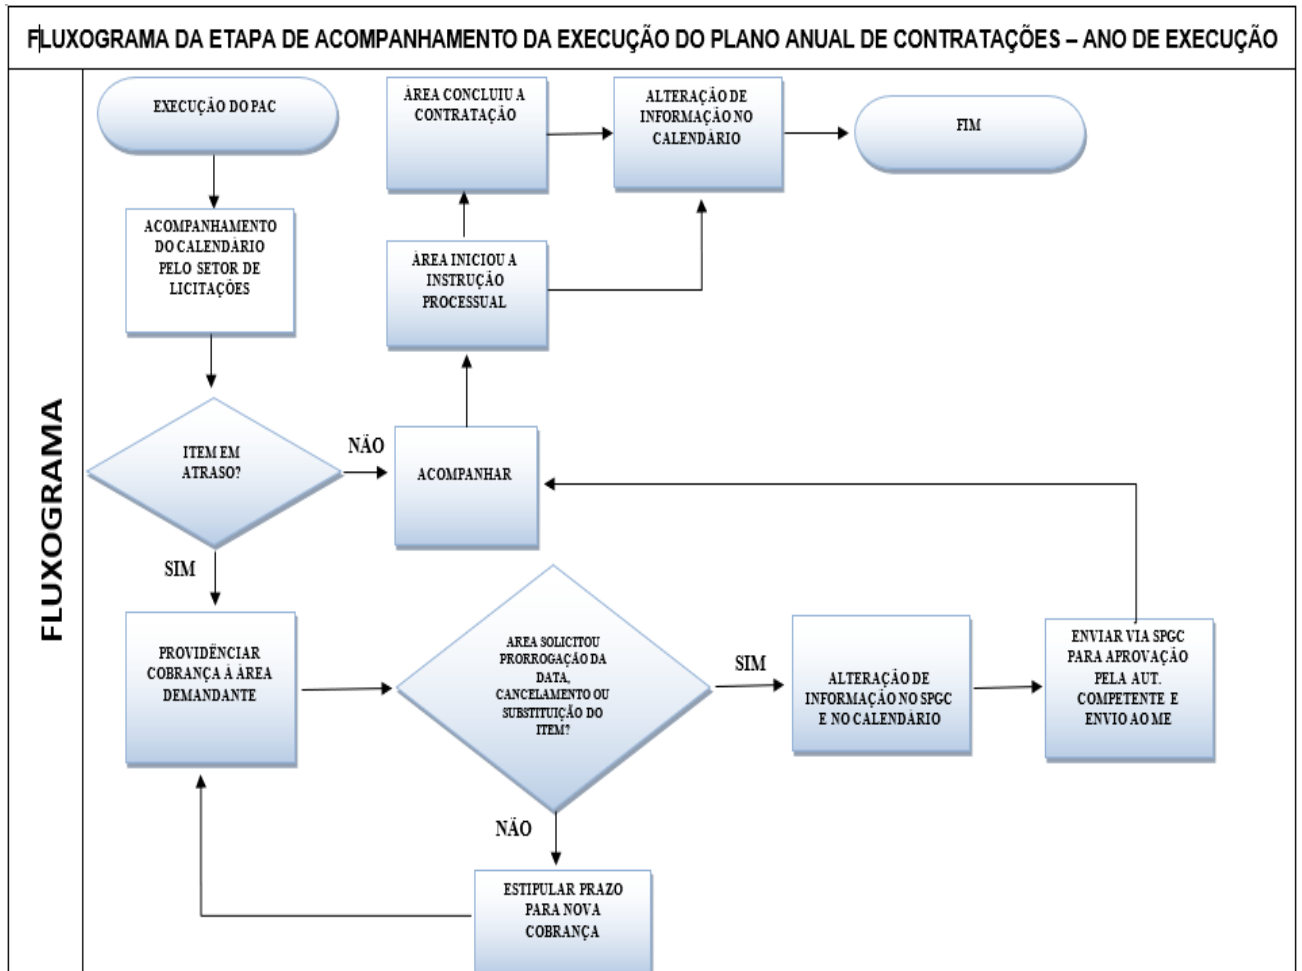 FLUXOGRAMA DA ETAPA DE ACOMPANHAMENTO DA EXECUÇÃO DO PLANO ANUAL DE CONTRATAÇÕES – ANO DE EXECUÇÃO
FLUXOGRAMA
EXECUÇÃO DO PAC
ACOMPANHAMENTO
DO CALENDÁRIO
PELO SETOR DE
LICITAÇÕES
ITEM EM
ATRASO?
NÃO
SIM
ÁREA CONCLUIU A
CONTRATAÇÃO
ALTERAÇÃO DE
INFORMAÇÃO NO
CALENDÁRIO
FIM
ÁREA INICIOU A
INSTRUÇÃO
PROCESSUAL
ACOMPANHAR
PROVIDÊNCIAR
COBRANÇA À ÁREA
DEMANDANTE
AREA SOLICITOU
PRORROGAÇÃO DA
DATA,
CANCELAMENTO OU
SUBSTITUIÇÃO DO
ITEM?
SIM
NÃO
ALTERAÇÃO DE
INFORMAÇÃO NO SPGC
E NO CALENDÁRIO
ENVIAR VIA SPGC
PARA APROVAÇÃO
PELA AUT.
COMPETENTE E
ENVIO AO ME
ESTIPULAR PRAZO
PARA NOVA
COBRANÇA